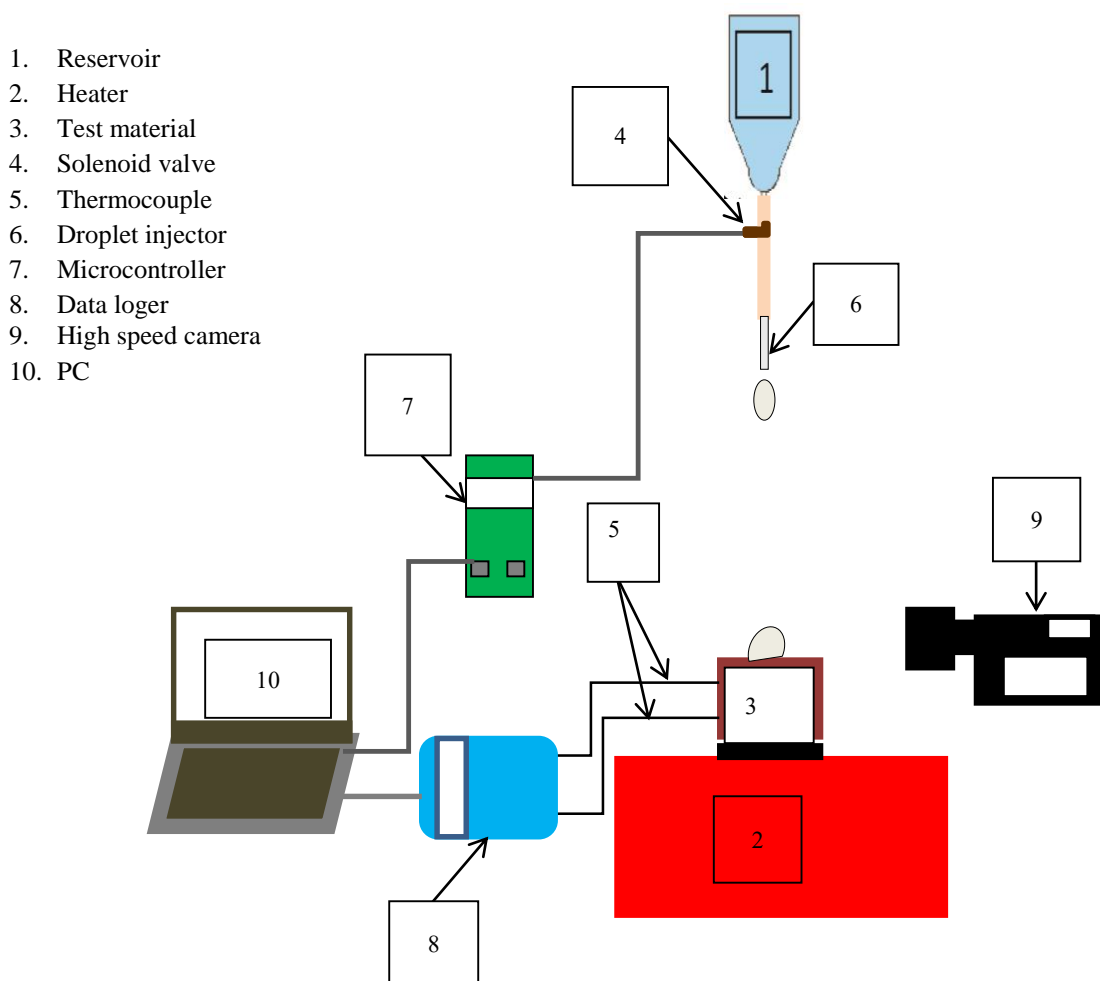 1. Reservoir
2. Heater
3. Test material
4. Solenoid valve
5. Thermocouple
6. Droplet injector
7. Microcontroller
8. Data loger
9. High speed camera
10. PC
1
4
6
7
5
9
10
3
2
8